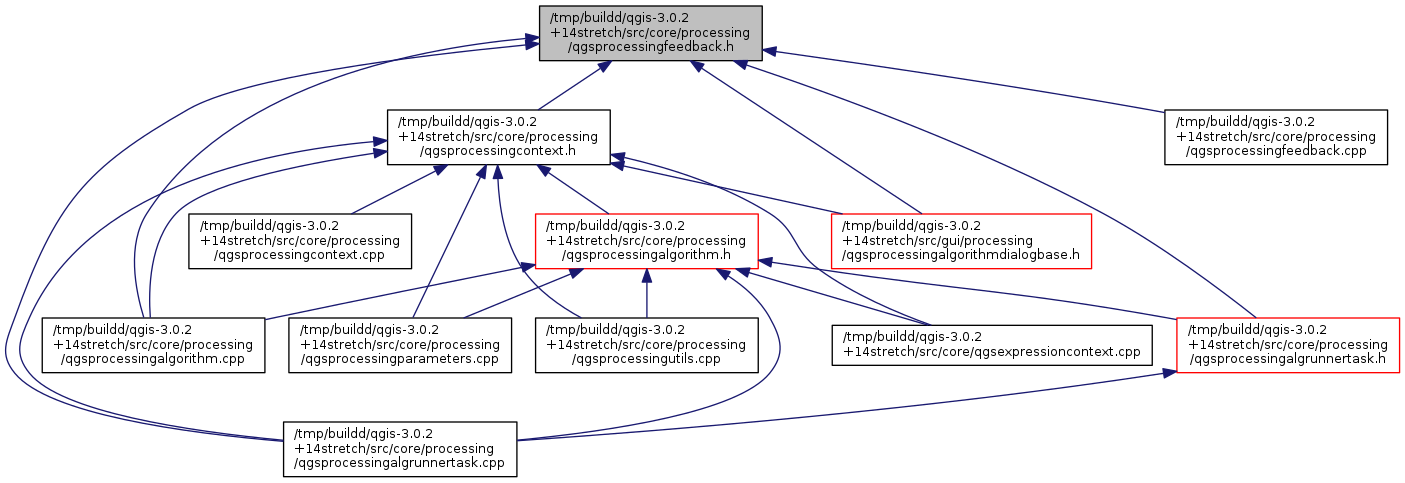 /tmp/buildd/qgis-3.0.2
+14stretch/src/core/processing
/qgsprocessingfeedback.h
/tmp/buildd/qgis-3.0.2
+14stretch/src/core/processing
/qgsprocessingcontext.h
/tmp/buildd/qgis-3.0.2
+14stretch/src/core/processing
/qgsprocessingfeedback.cpp
/tmp/buildd/qgis-3.0.2
+14stretch/src/core/processing
/qgsprocessingcontext.cpp
/tmp/buildd/qgis-3.0.2
+14stretch/src/core/processing
/qgsprocessingalgorithm.h
/tmp/buildd/qgis-3.0.2
+14stretch/src/gui/processing
/qgsprocessingalgorithmdialogbase.h
/tmp/buildd/qgis-3.0.2
+14stretch/src/core/processing
/qgsprocessingalgorithm.cpp
/tmp/buildd/qgis-3.0.2
+14stretch/src/core/processing
/qgsprocessingparameters.cpp
/tmp/buildd/qgis-3.0.2
+14stretch/src/core/processing
/qgsprocessingutils.cpp
/tmp/buildd/qgis-3.0.2
+14stretch/src/core/qgsexpressioncontext.cpp
/tmp/buildd/qgis-3.0.2
+14stretch/src/core/processing
/qgsprocessingalgrunnertask.h
/tmp/buildd/qgis-3.0.2
+14stretch/src/core/processing
/qgsprocessingalgrunnertask.cpp